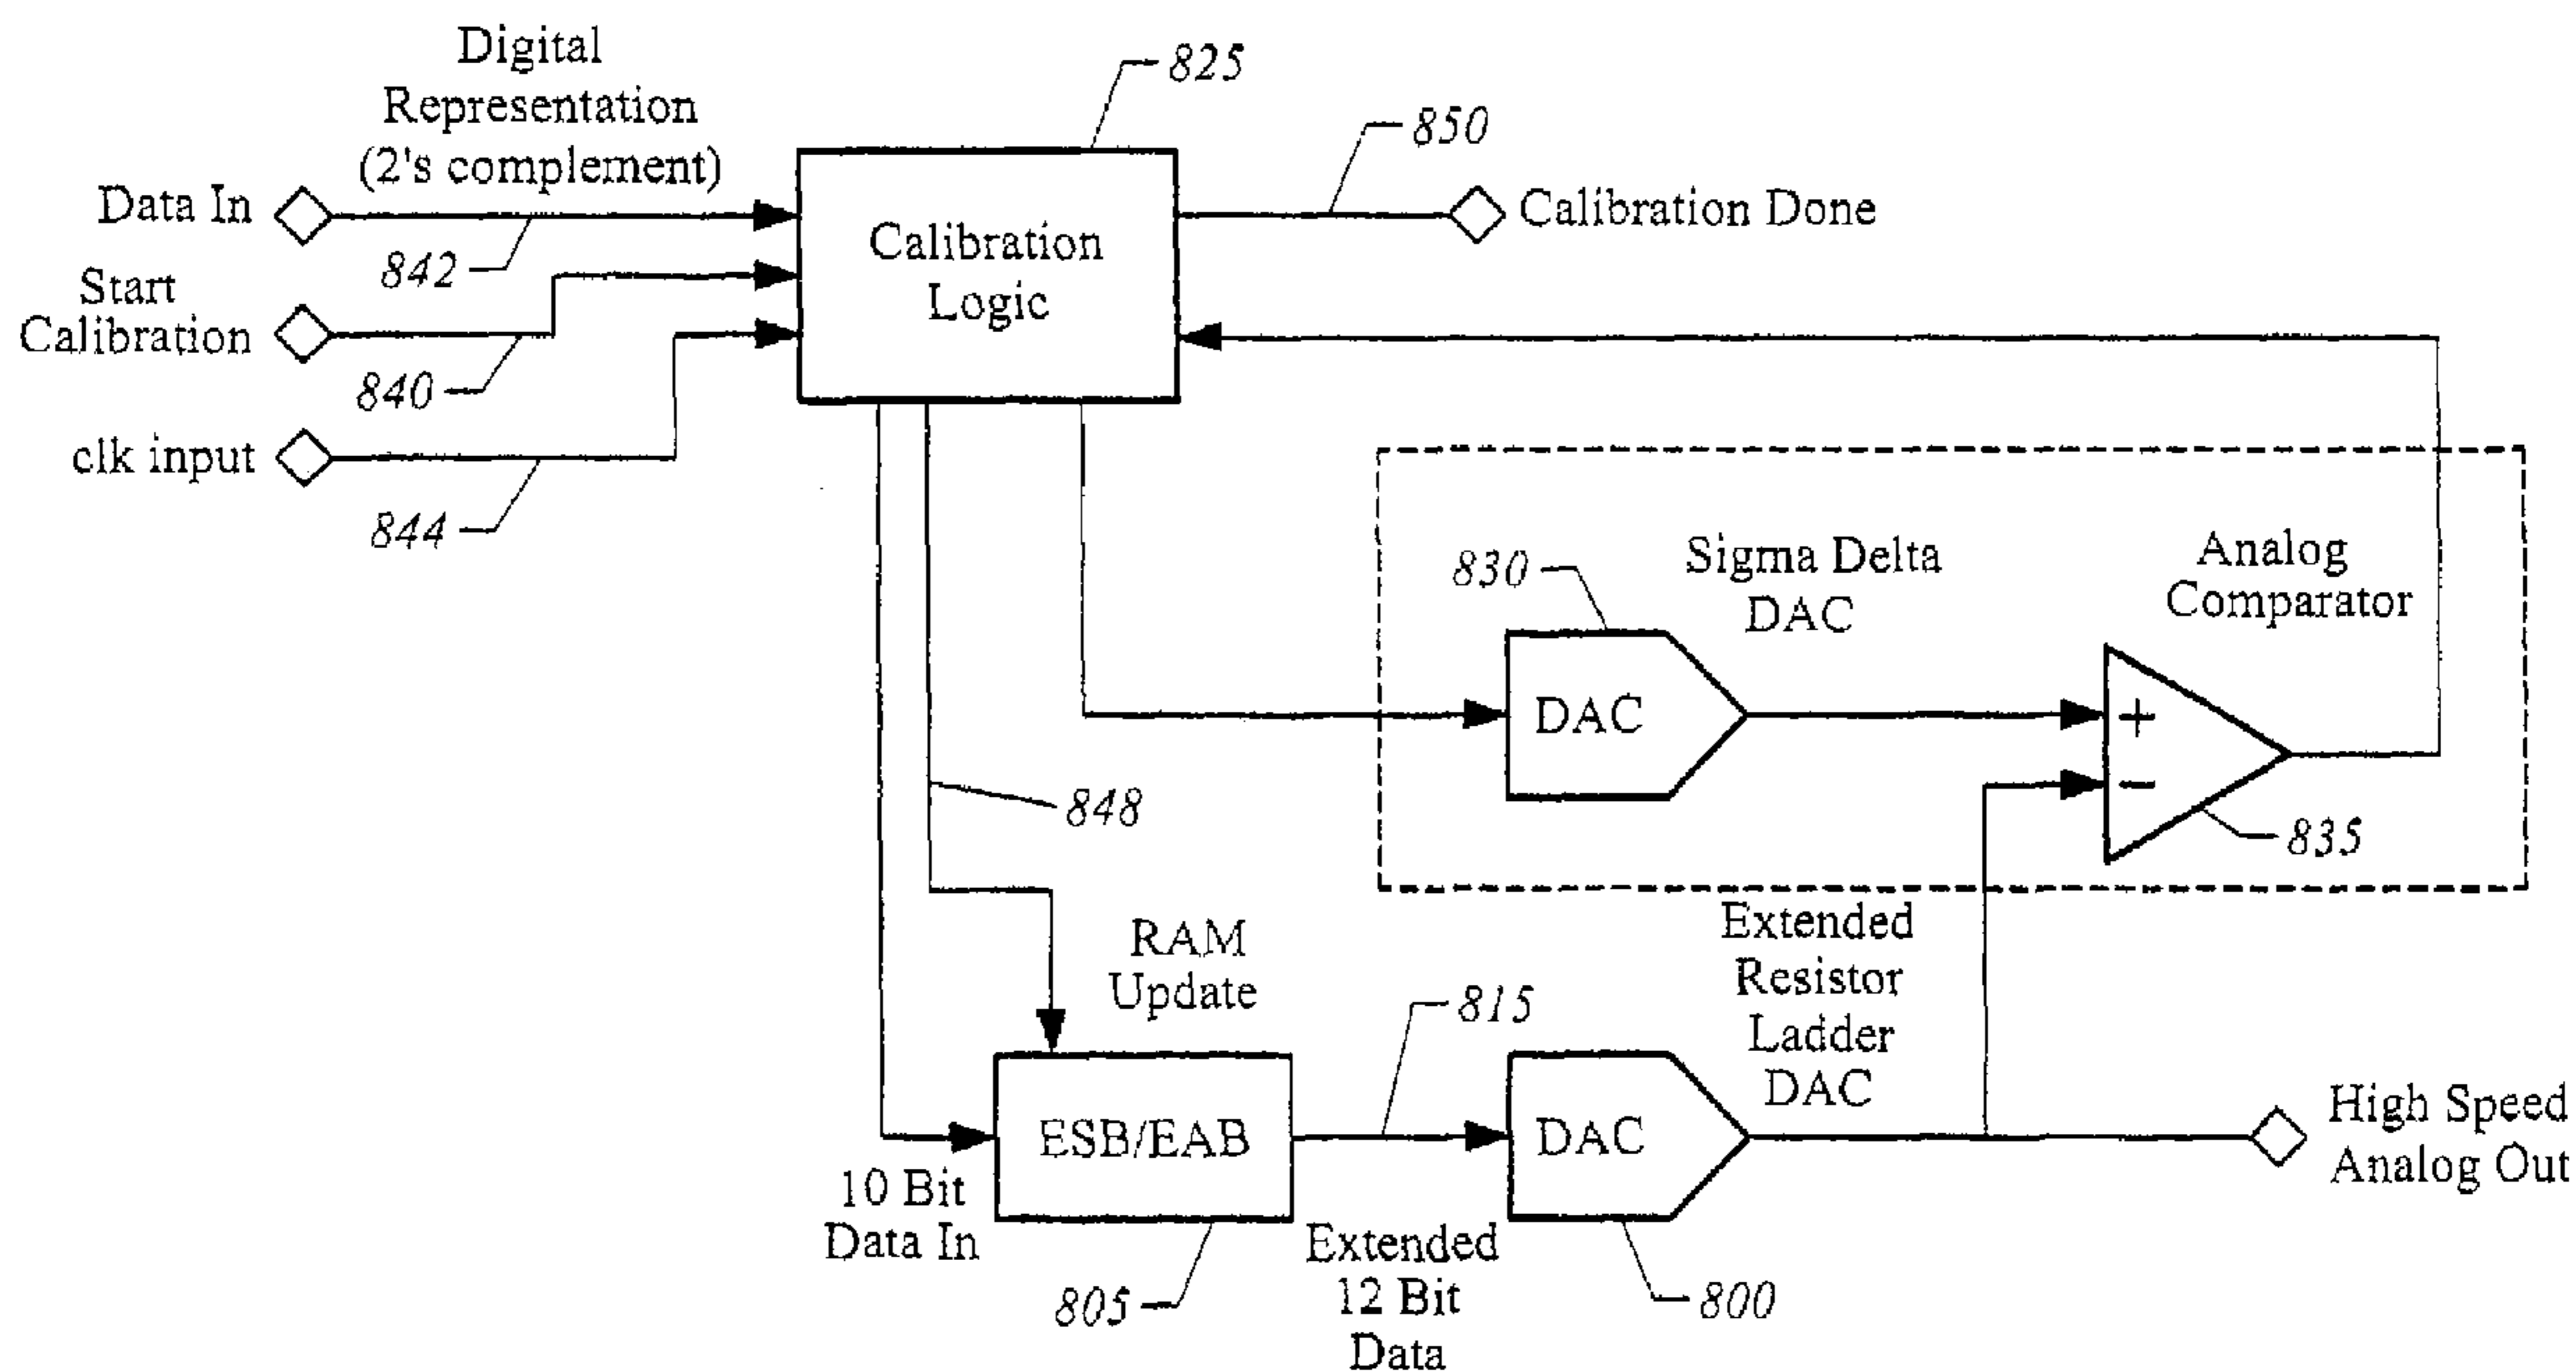 Digital
Representation
(2's complement)
825
850
Data In
Calibration Done
842
Calibration
Logic
Start
Calibration
840
clk input
844
830
Sigma Delta
DAC
Analog
Comparator
DAC
+
−
848
835
RAM
Update
815
Extended
Resistor
Ladder
DAC
ESB/EAB
DAC
High Speed
Analog Out
10 Bit
Data In
805
Extended
12 Bit
Data
800